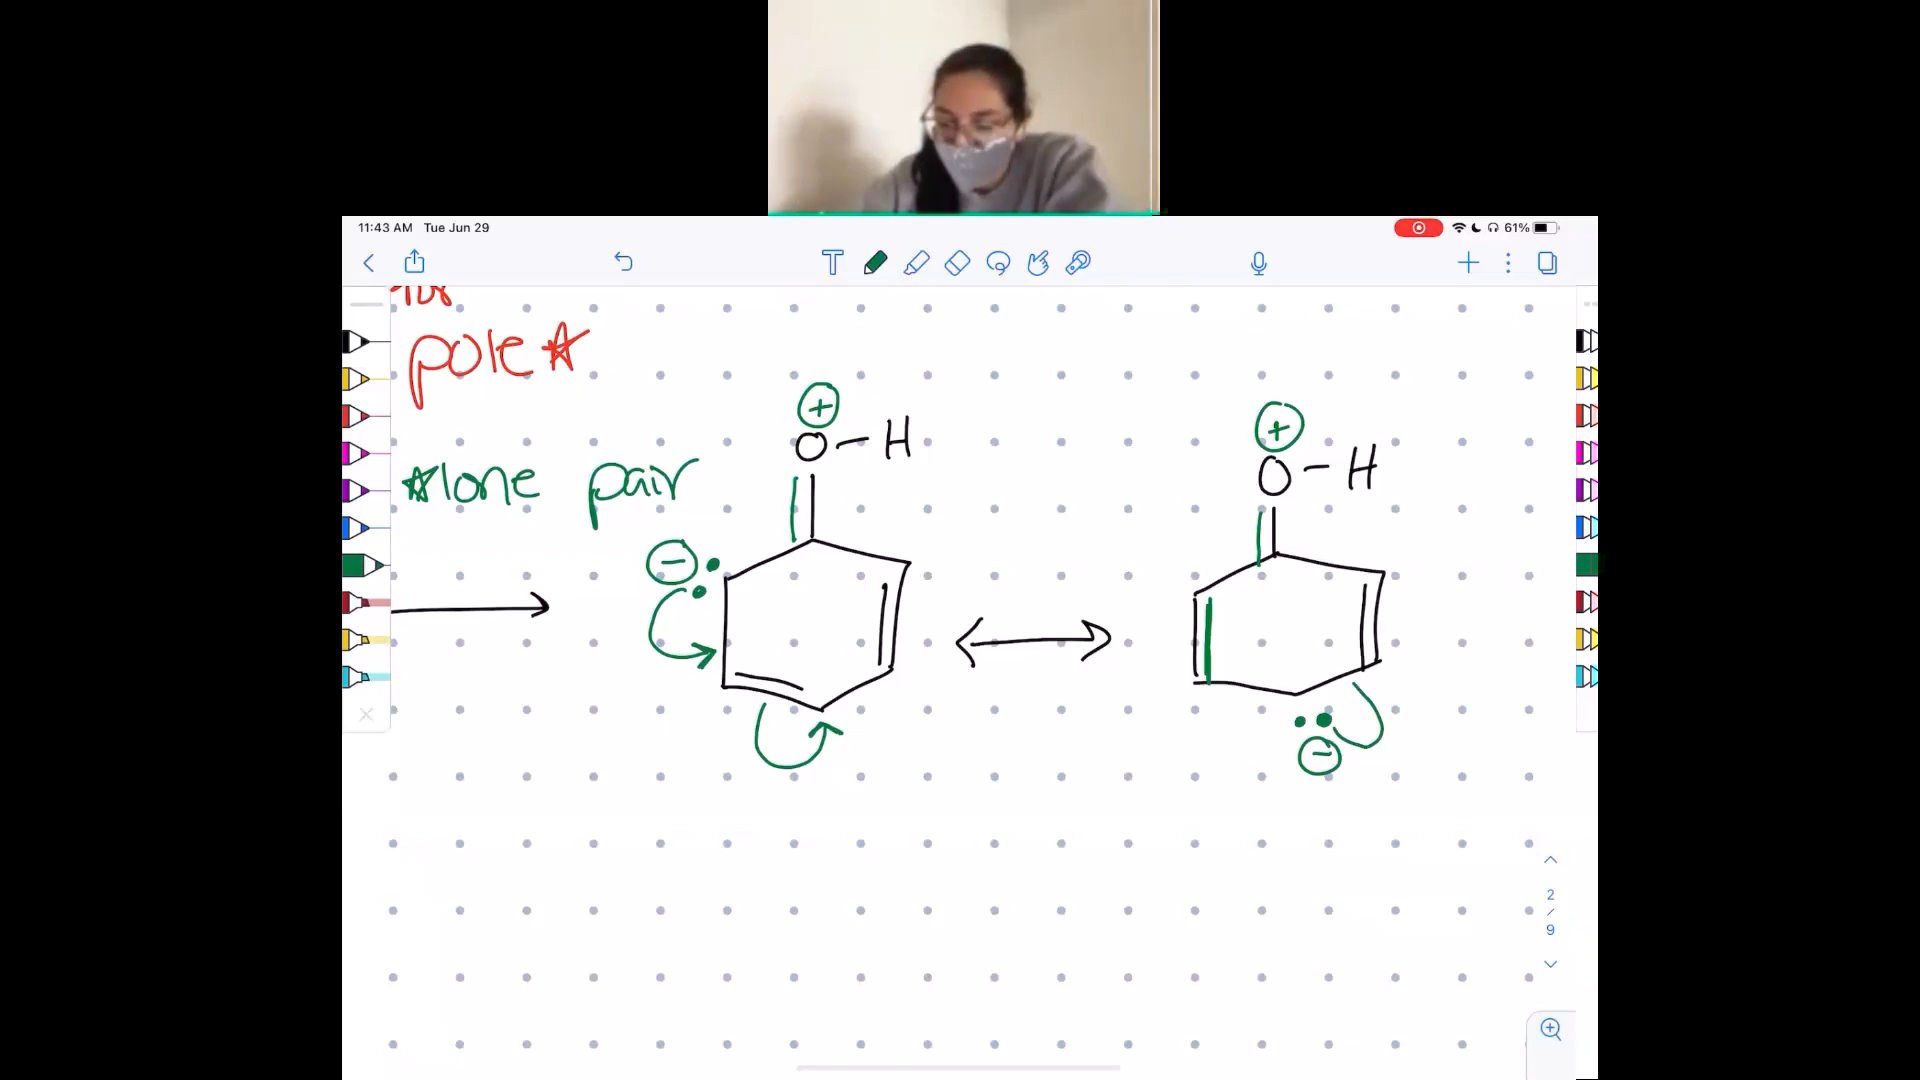 11:43 AM Tue Jun 29
61%
T
pole
lone pair
+
O-H
−
+
O-H
−
2
/
9